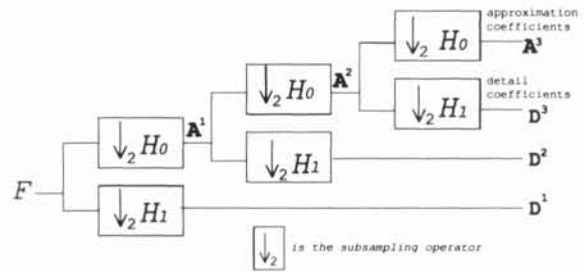 approximation
coefficients
↓2 H0 A³
↓2 H0 A²
detail
coefficients
↓2 H1 D³
↓2 H0 A¹
↓2 H1 D²
F
↓2 H1 D¹
↓2 is the subsampling operator